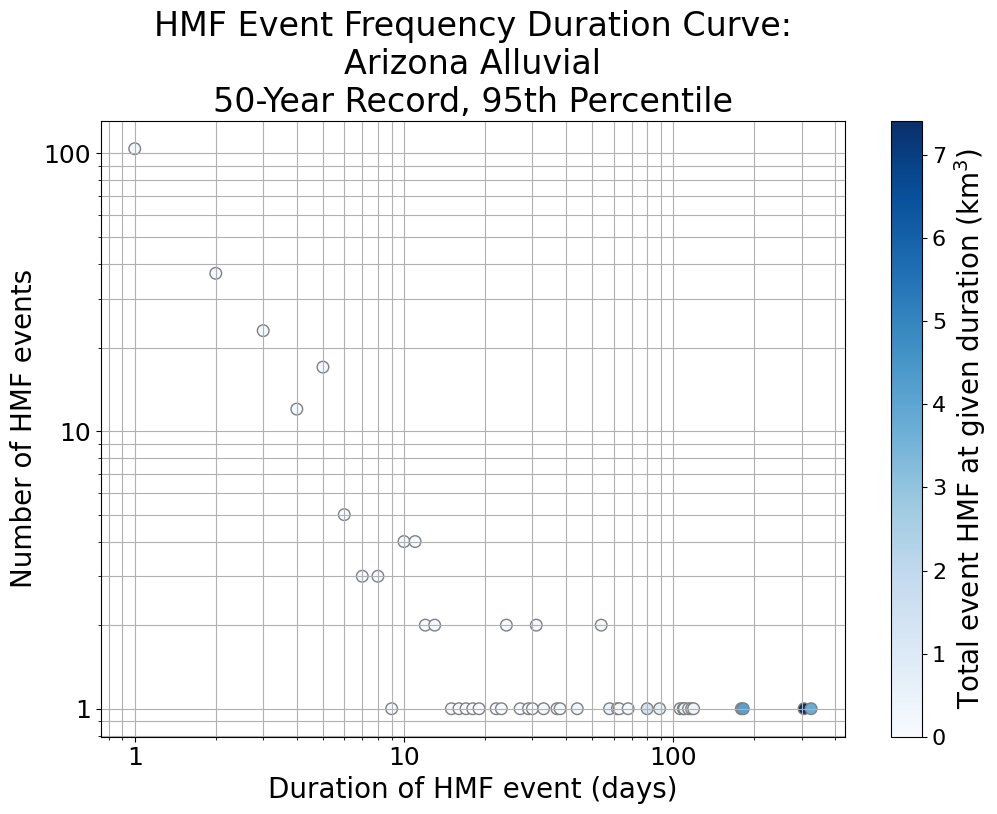 HMF Event Frequency Duration Curve:
Arizona Alluvial
50-Year Record, 95th Percentile
Number of HMF events
100
10
1
1
10
100
Duration of HMF event (days)
7
6
5
4
3
2
1
0
Total event HMF at given duration (km³)